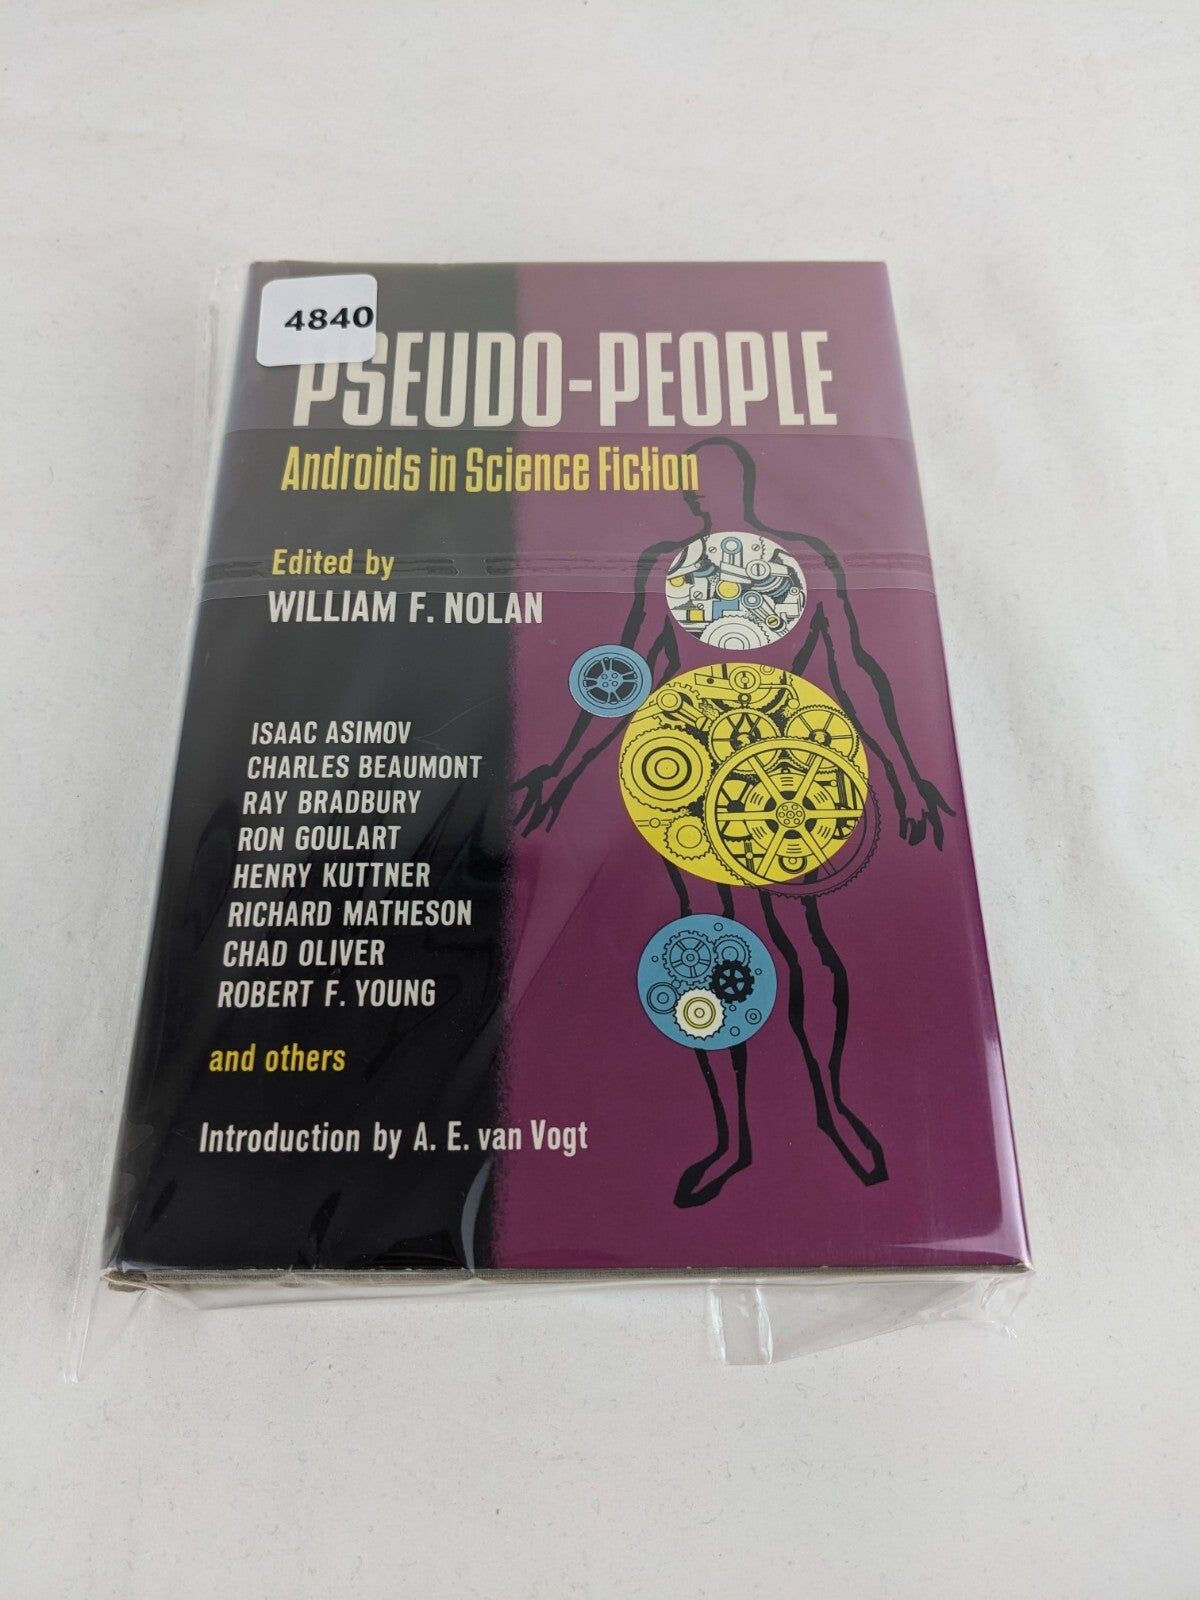 4840
PSEUDO-PEOPLE
Androids in Science Fiction
Edited by
WILLIAM F. NOLAN
ISAAC ASIMOV
CHARLES BEAUMONT
RAY BRADBURY
RON GOULART
HENRY KUTTNER
RICHARD MATHESON
CHAD OLIVER
ROBERT F. YOUNG
and others
Introduction by A. E. van Vogt